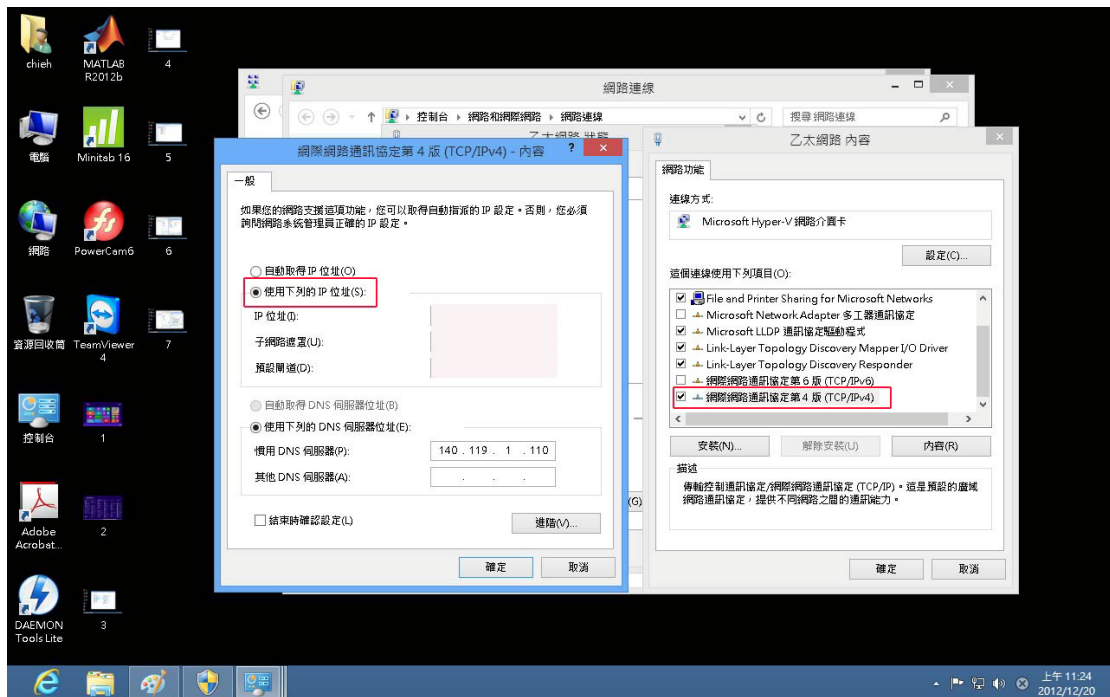 chieh
MATLAB
R2012b
4
電腦
Minitab 16
5
網路
PowerCam6
6
資源回收筒
TeamViewer
4
7
控制台
1
Adobe
Acrobat...
2
DAEMON
Tools Lite
3
網路連線
控制台 ▸ 網路和網際網路 ▸ 網路連線
搜尋 網路連線
乙太網路 狀態
網際網路通訊協定第 4 版 (TCP/IPv4) - 內容
?
一般
如果您的網路支援這項功能,您可以取得自動指派的 IP 設定。否則,您必須
詢問網路系統管理員正確的 IP 設定。
自動取得 IP 位址(O)
使用下列的 IP 位址(S):
IP 位址(I):
子網路遮罩(U):
預設閘道(D):
自動取得 DNS 伺服器位址(B)
使用下列的 DNS 伺服器位址(E):
慣用 DNS 伺服器(P):
140 . 119 . 1 . 110
其他 DNS 伺服器(A):
. . .
結束時確認設定(L)
進階(V)...
確定
取消
(G)
乙太網路 內容
網路功能
連線方式:
Microsoft Hyper-V 網路介面卡
設定(C)...
這個連線使用下列項目(O):
File and Printer Sharing for Microsoft Networks
Microsoft Network Adapter 多工器通訊協定
Microsoft LLDP 通訊協定驅動程式
Link-Layer Topology Discovery Mapper I/O Driver
Link-Layer Topology Discovery Responder
網際網路通訊協定第 6 版 (TCP/IPv6)
網際網路通訊協定第 4 版 (TCP/IPv4)
安裝(N)...
解除安裝(U)
內容(R)
描述
傳輸控制通訊協定/網際網路通訊協定 (TCP/IP)。這是預設的廣域
網路通訊協定,提供不同網路之間的通訊能力。
確定
取消
上午 11:24
2012/12/20